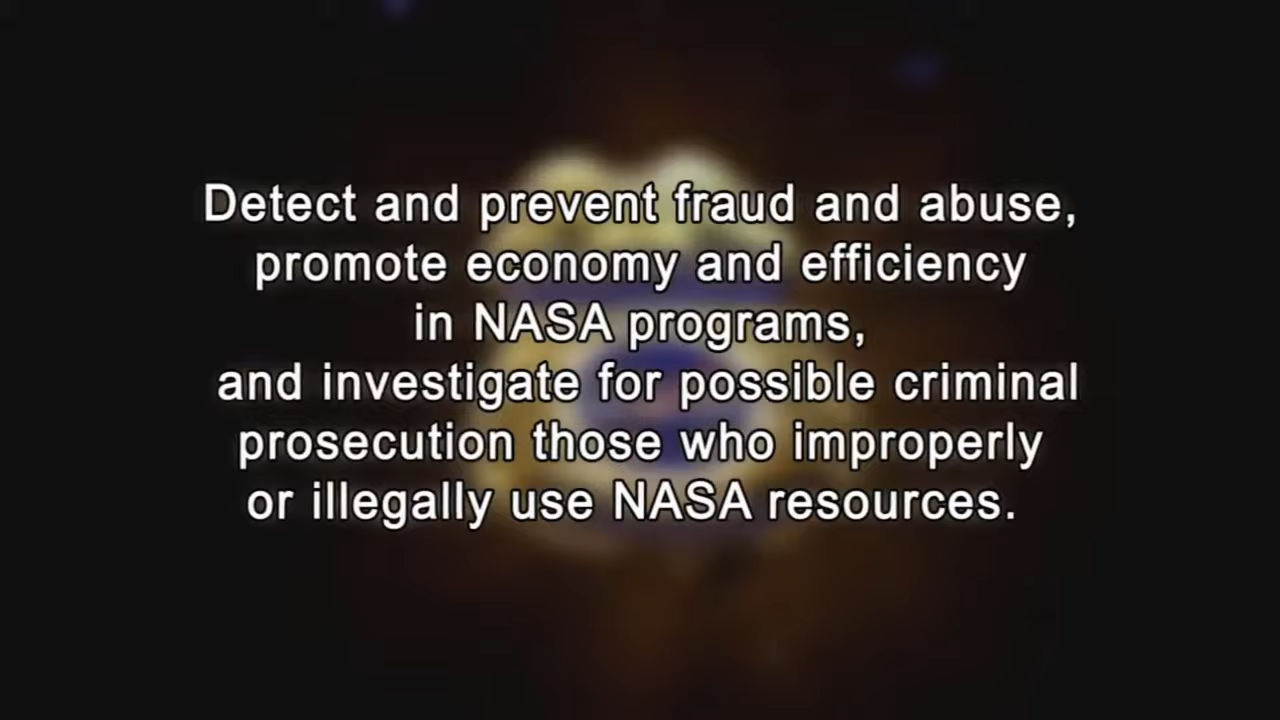 Detect and prevent fraud and abuse,
promote economy and efficiency
in NASA programs,
and investigate for possible criminal
prosecution those who improperly
or illegally use NASA resources.